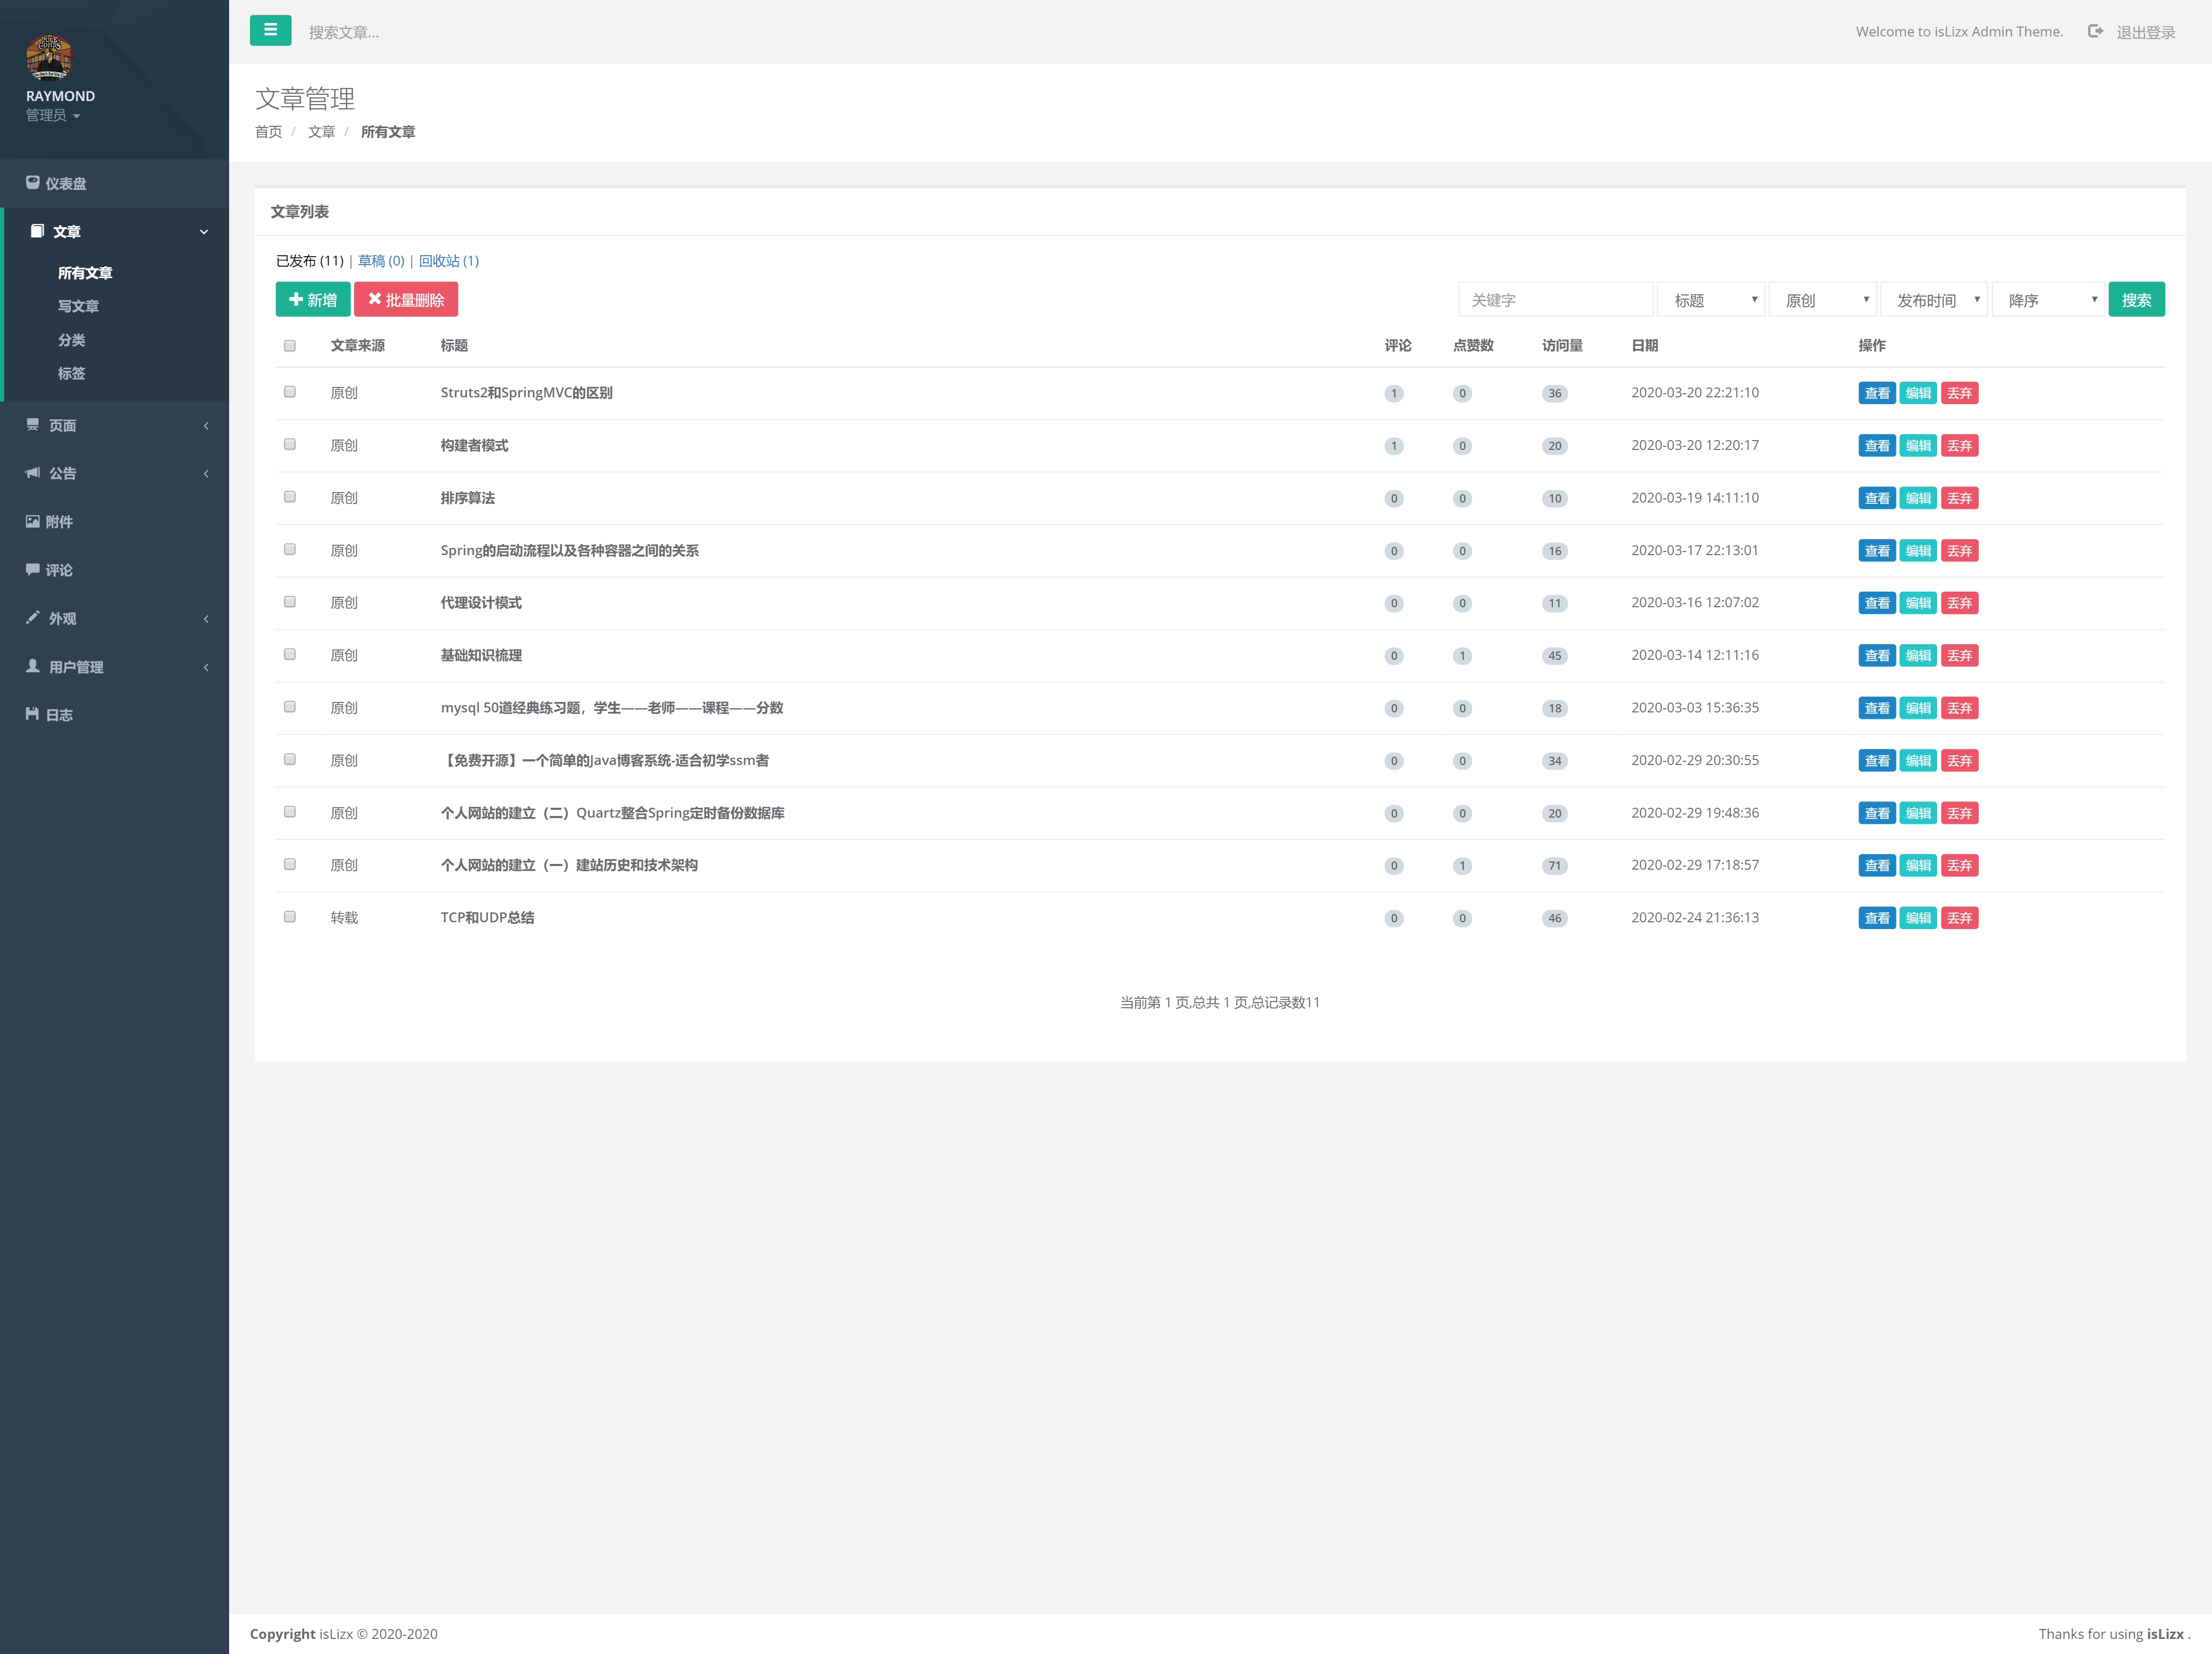 RAYMOND
管理员
仪表盘
文章
所有文章
写文章
分类
标签
页面
公告
附件
评论
外观
用户管理
日志
搜索文章...
Welcome to isLizx Admin Theme. 退出登录
文章管理
首页 / 文章 / 所有文章
文章列表
已发布 (11) | 草稿 (0) | 回收站 (1)
新增 批量删除 关键字 标题 原创 发布时间 降序 搜索
文章来源 标题 评论 点赞数 访问量 日期 操作
原创 Struts2和SpringMVC的区别 1 0 36 2020-03-20 22:21:10 查看 编辑 丢弃
原创 构建者模式 1 0 20 2020-03-20 12:20:17 查看 编辑 丢弃
原创 排序算法 0 0 10 2020-03-19 14:11:10 查看 编辑 丢弃
原创 Spring的启动流程以及各种容器之间的关系 0 0 16 2020-03-17 22:13:01 查看 编辑 丢弃
原创 代理设计模式 0 0 11 2020-03-16 12:07:02 查看 编辑 丢弃
原创 基础知识梳理 0 1 45 2020-03-14 12:11:16 查看 编辑 丢弃
原创 mysql 50道经典练习题，学生——老师——课程——分数 0 0 18 2020-03-03 15:36:35 查看 编辑 丢弃
原创 【免费开源】一个简单的Java博客系统-适合初学ssm者 0 0 34 2020-02-29 20:30:55 查看 编辑 丢弃
原创 个人网站的建立（二）Quartz整合Spring定时备份数据库 0 0 20 2020-02-29 19:48:36 查看 编辑 丢弃
原创 个人网站的建立（一）建站历史和技术架构 0 1 71 2020-02-29 17:18:57 查看 编辑 丢弃
转载 TCP和UDP总结 0 0 46 2020-02-24 21:36:13 查看 编辑 丢弃
当前第 1 页,总共 1 页,总记录数11
Copyright isLizx © 2020-2020 Thanks for using isLizx .